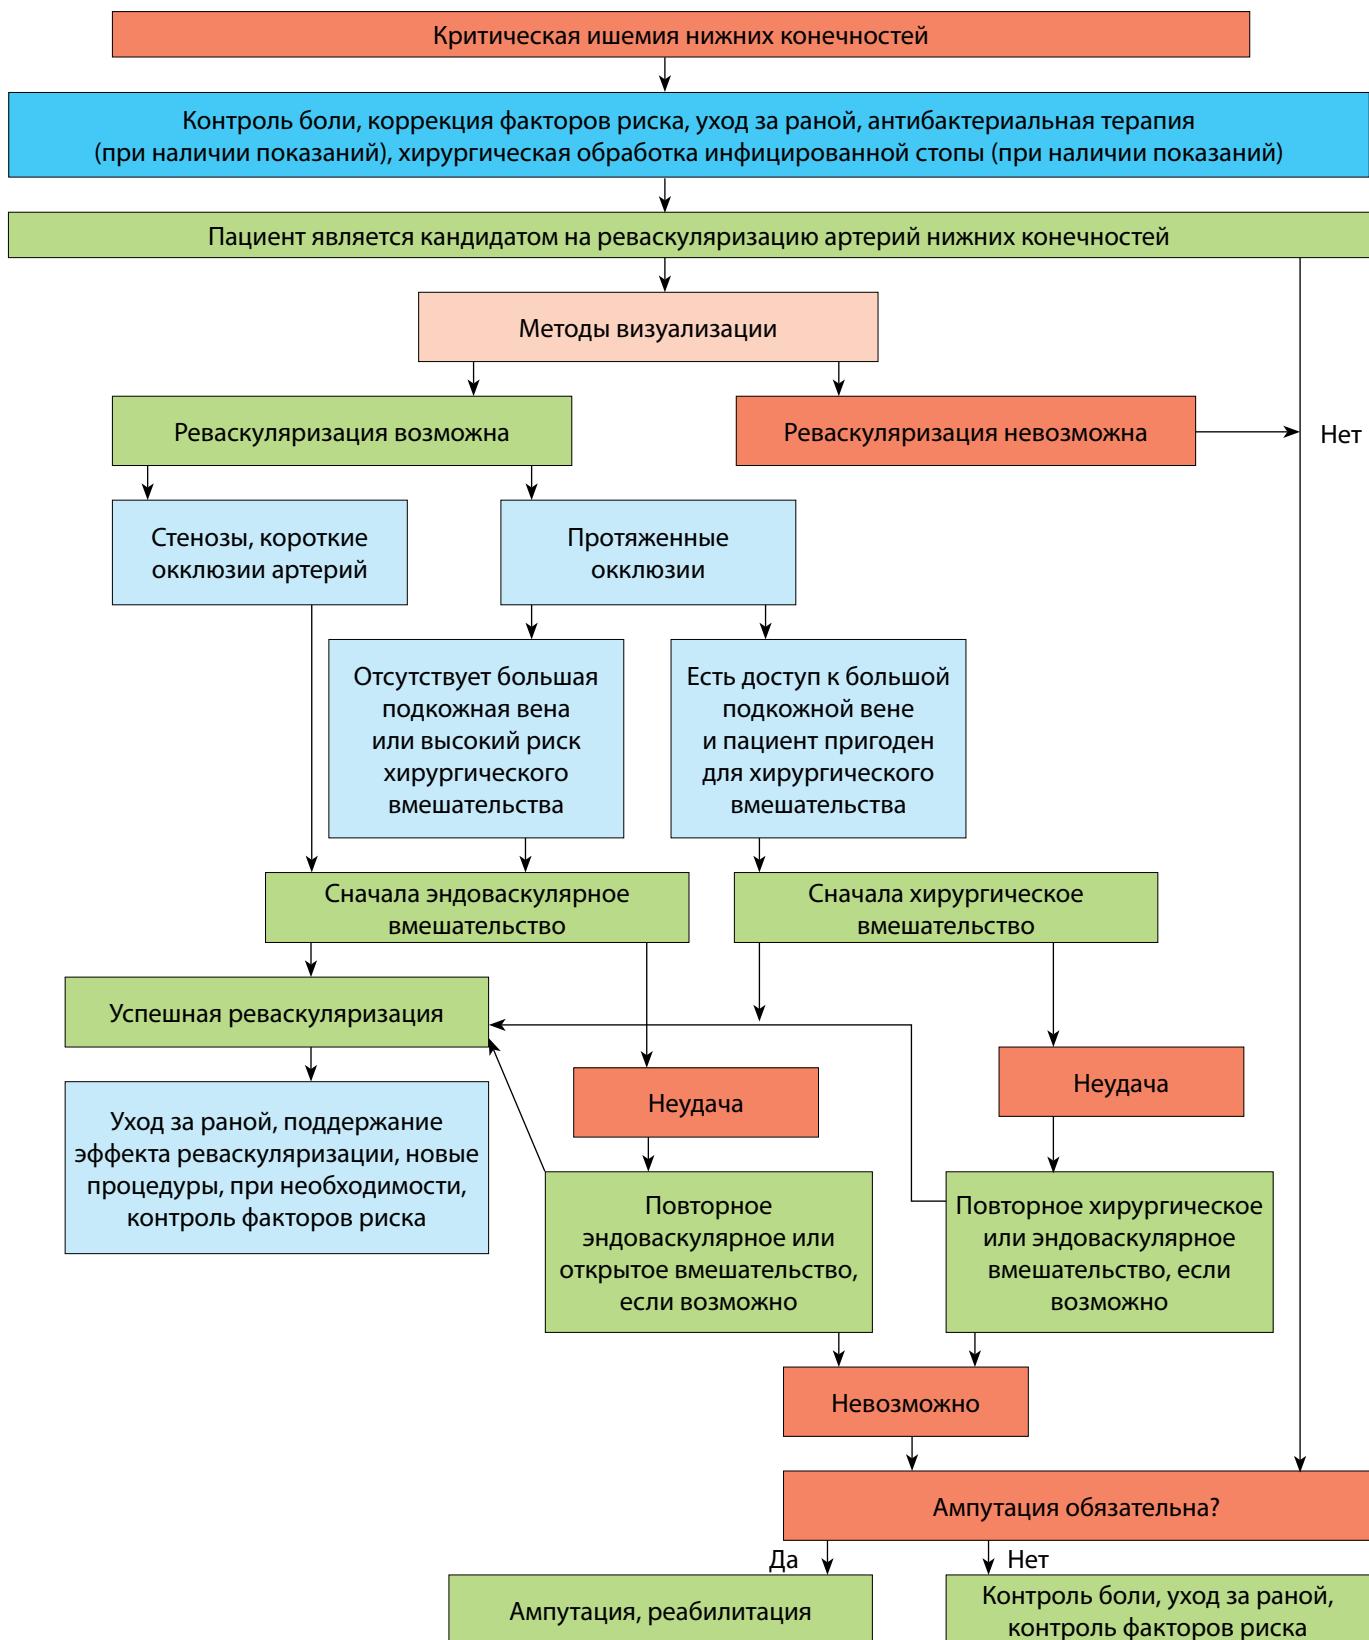 Критическая ишемия нижних конечностей
Контроль боли, коррекция факторов риска, уход за раной, антибактериальная терапия
(при наличии показаний), хирургическая обработка инфицированной стопы (при наличии показаний)
Пациент является кандидатом на реваскуляризацию артерий нижних конечностей
Методы визуализации
Реваскуляризация возможна
Реваскуляризация невозможна
Нет
Стенозы, короткие
окклюзии артерий
Протяженные
окклюзии
Отсутствует большая
подкожная вена
или высокий риск
хирургического
вмешательства
Есть доступ к большой
подкожной вене
и пациент пригоден
для хирургического
вмешательства
Сначала эндоваскулярное
вмешательство
Сначала хирургическое
вмешательство
Успешная реваскуляризация
Неудача
Неудача
Уход за раной, поддержание
эффекта реваскуляризации, новые
процедуры, при необходимости,
контроль факторов риска
Повторное
эндоваскулярное или
открытое вмешательство,
если возможно
Повторное хирургическое
или эндоваскулярное
вмешательство, если
возможно
Невозможно
Ампутация обязательна?
Да
Нет
Ампутация, реабилитация
Контроль боли, уход за раной,
контроль факторов риска